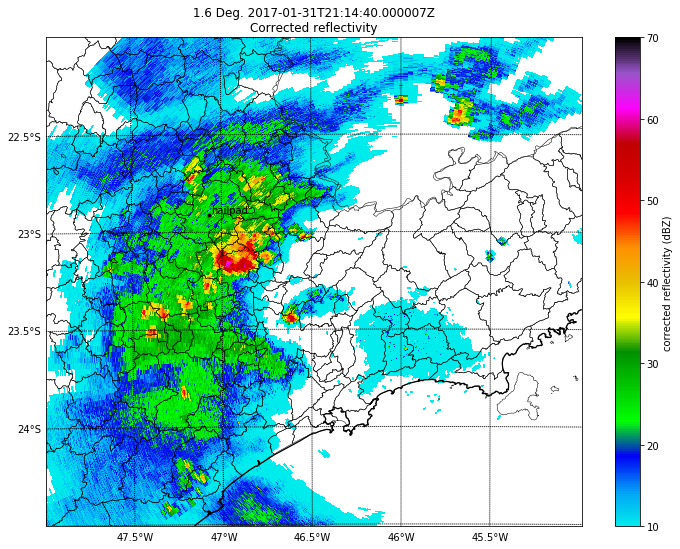 1.6 Deg. 2017-01-31T21:14:40.000007Z
Corrected reflectivity
22.5°S
23°S
23.5°S
24°S
47.5°W
47°W
46.5°W
46°W
45.5°W
hailpad
70
60
50
40
30
20
10
corrected reflectivity (dBZ)